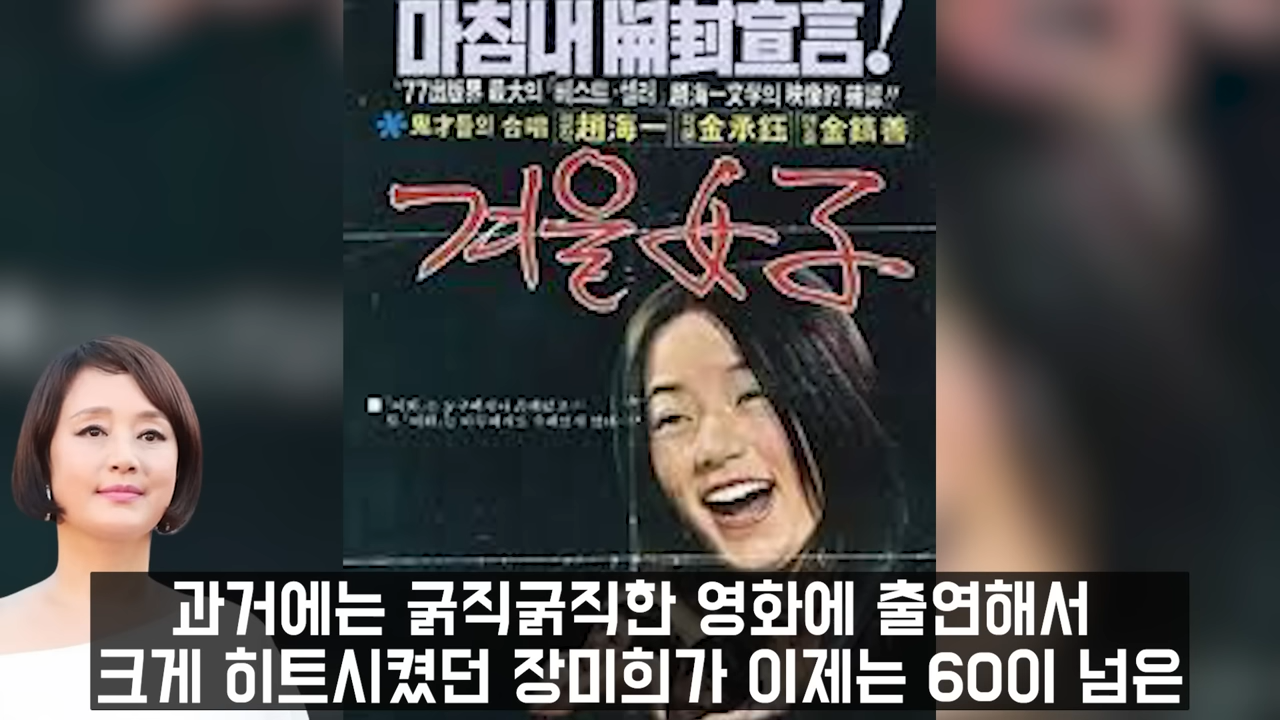 마침내 開封宣言!
'77出版界 最大의 「베스트·셀러」 趙海一文學의 映像的 確認!!
*鬼才들의 合唱 趙海一 金承鈺 金鎬善
겨울女子
과거에는 굵직굵직한 영화에 출연해서
크게 히트시켰던 장미희가 이제는 60이 넘은